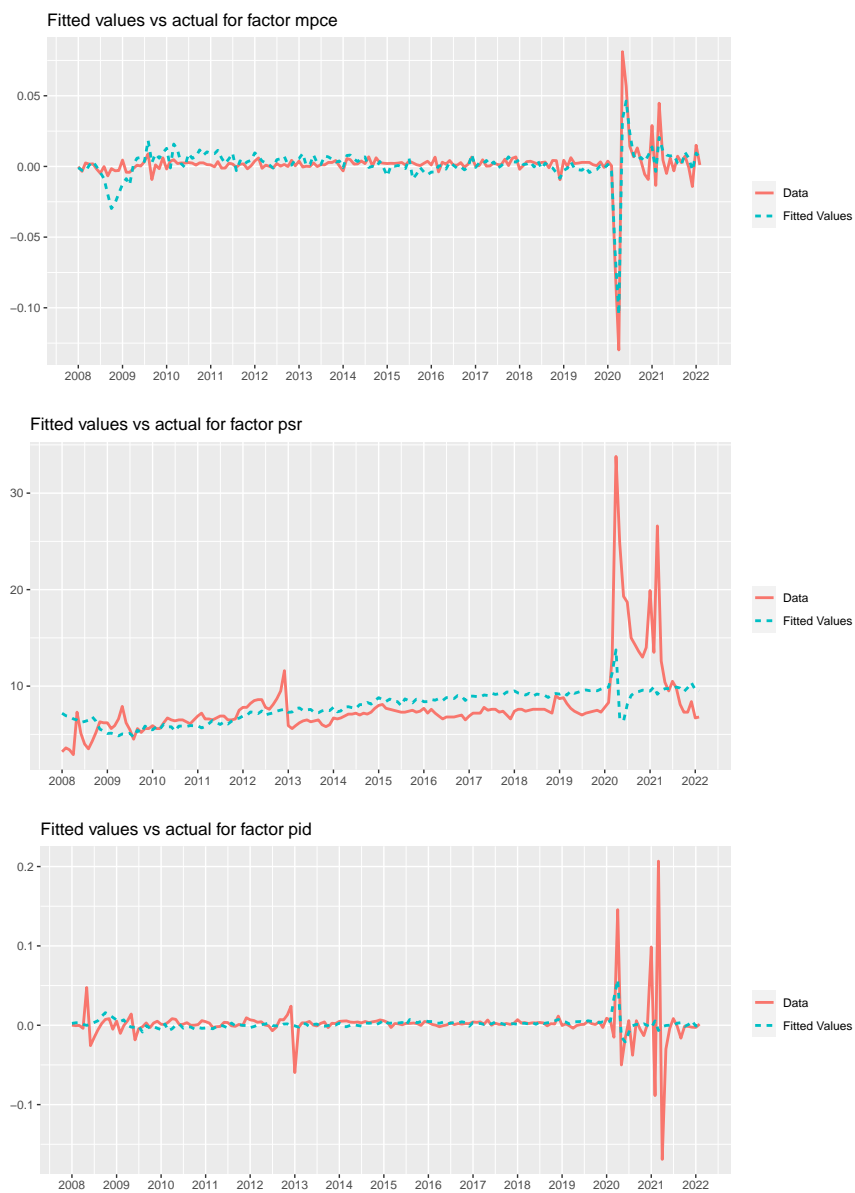 Fitted values vs actual for factor mpce
0.05
0.00
−0.05
−0.10
2008 2009 2010 2011 2012 2013 2014 2015 2016 2017 2018 2019 2020 2021 2022
Data
Fitted Values
Fitted values vs actual for factor psr
30
20
10
2008 2009 2010 2011 2012 2013 2014 2015 2016 2017 2018 2019 2020 2021 2022
Data
Fitted Values
Fitted values vs actual for factor pid
0.2
0.1
0.0
−0.1
2008 2009 2010 2011 2012 2013 2014 2015 2016 2017 2018 2019 2020 2021 2022
Data
Fitted Values